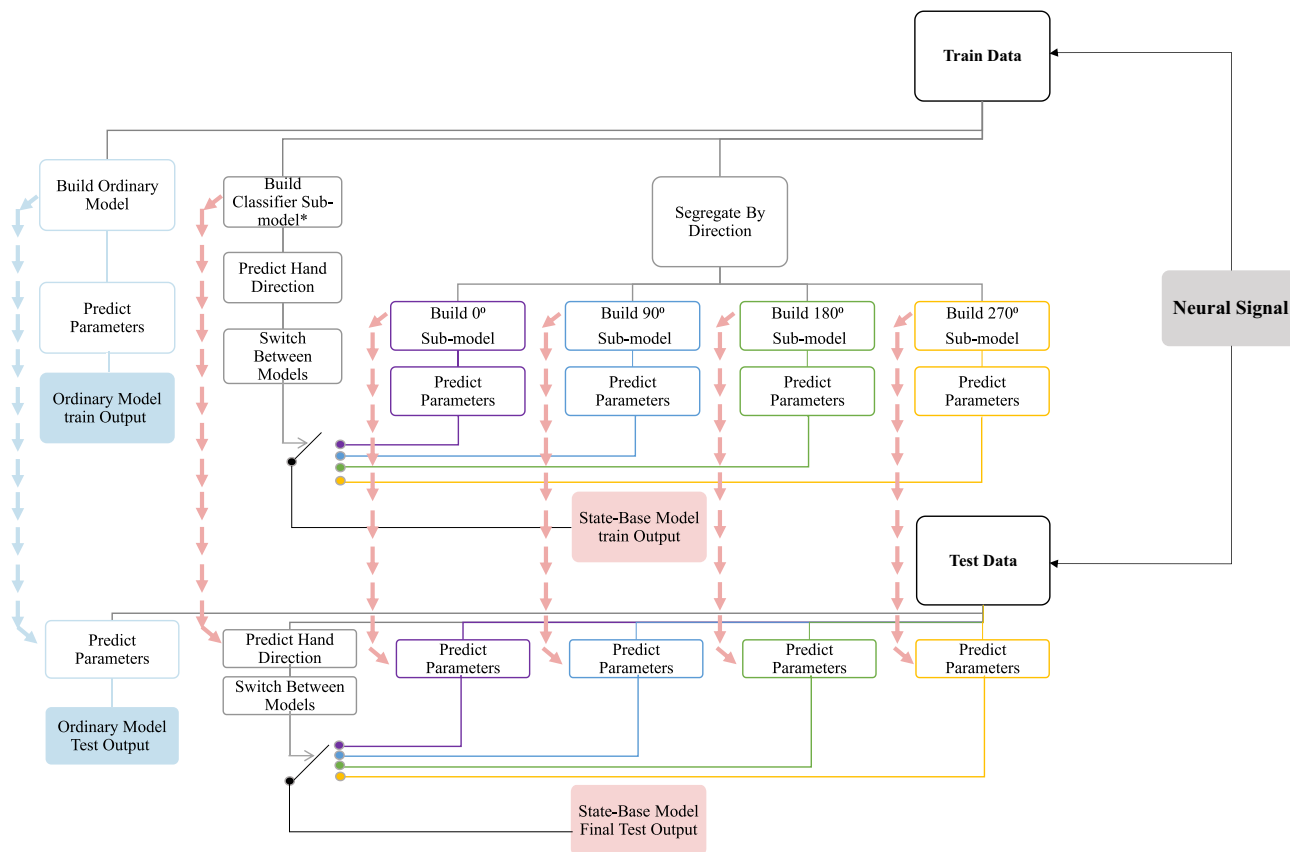 Train Data
Build Ordinary
Model
Build
Classifier Sub-
model*
Segregate By
Direction
Predict Hand
Direction
Predict
Parameters
Neural Signal
Build 0º
Sub-model
Build 90º
Sub-model
Build 180º
Sub-model
Build 270º
Sub-model
Switch
Between
Models
Predict
Parameters
Predict
Parameters
Predict
Parameters
Predict
Parameters
Ordinary Model
train Output
State-Base Model
train Output
Test Data
Predict
Parameters
Predict Hand
Direction
Predict
Parameters
Predict
Parameters
Predict
Parameters
Predict
Parameters
Switch Between
Models
Ordinary Model
Test Output
State-Base Model
Final Test Output